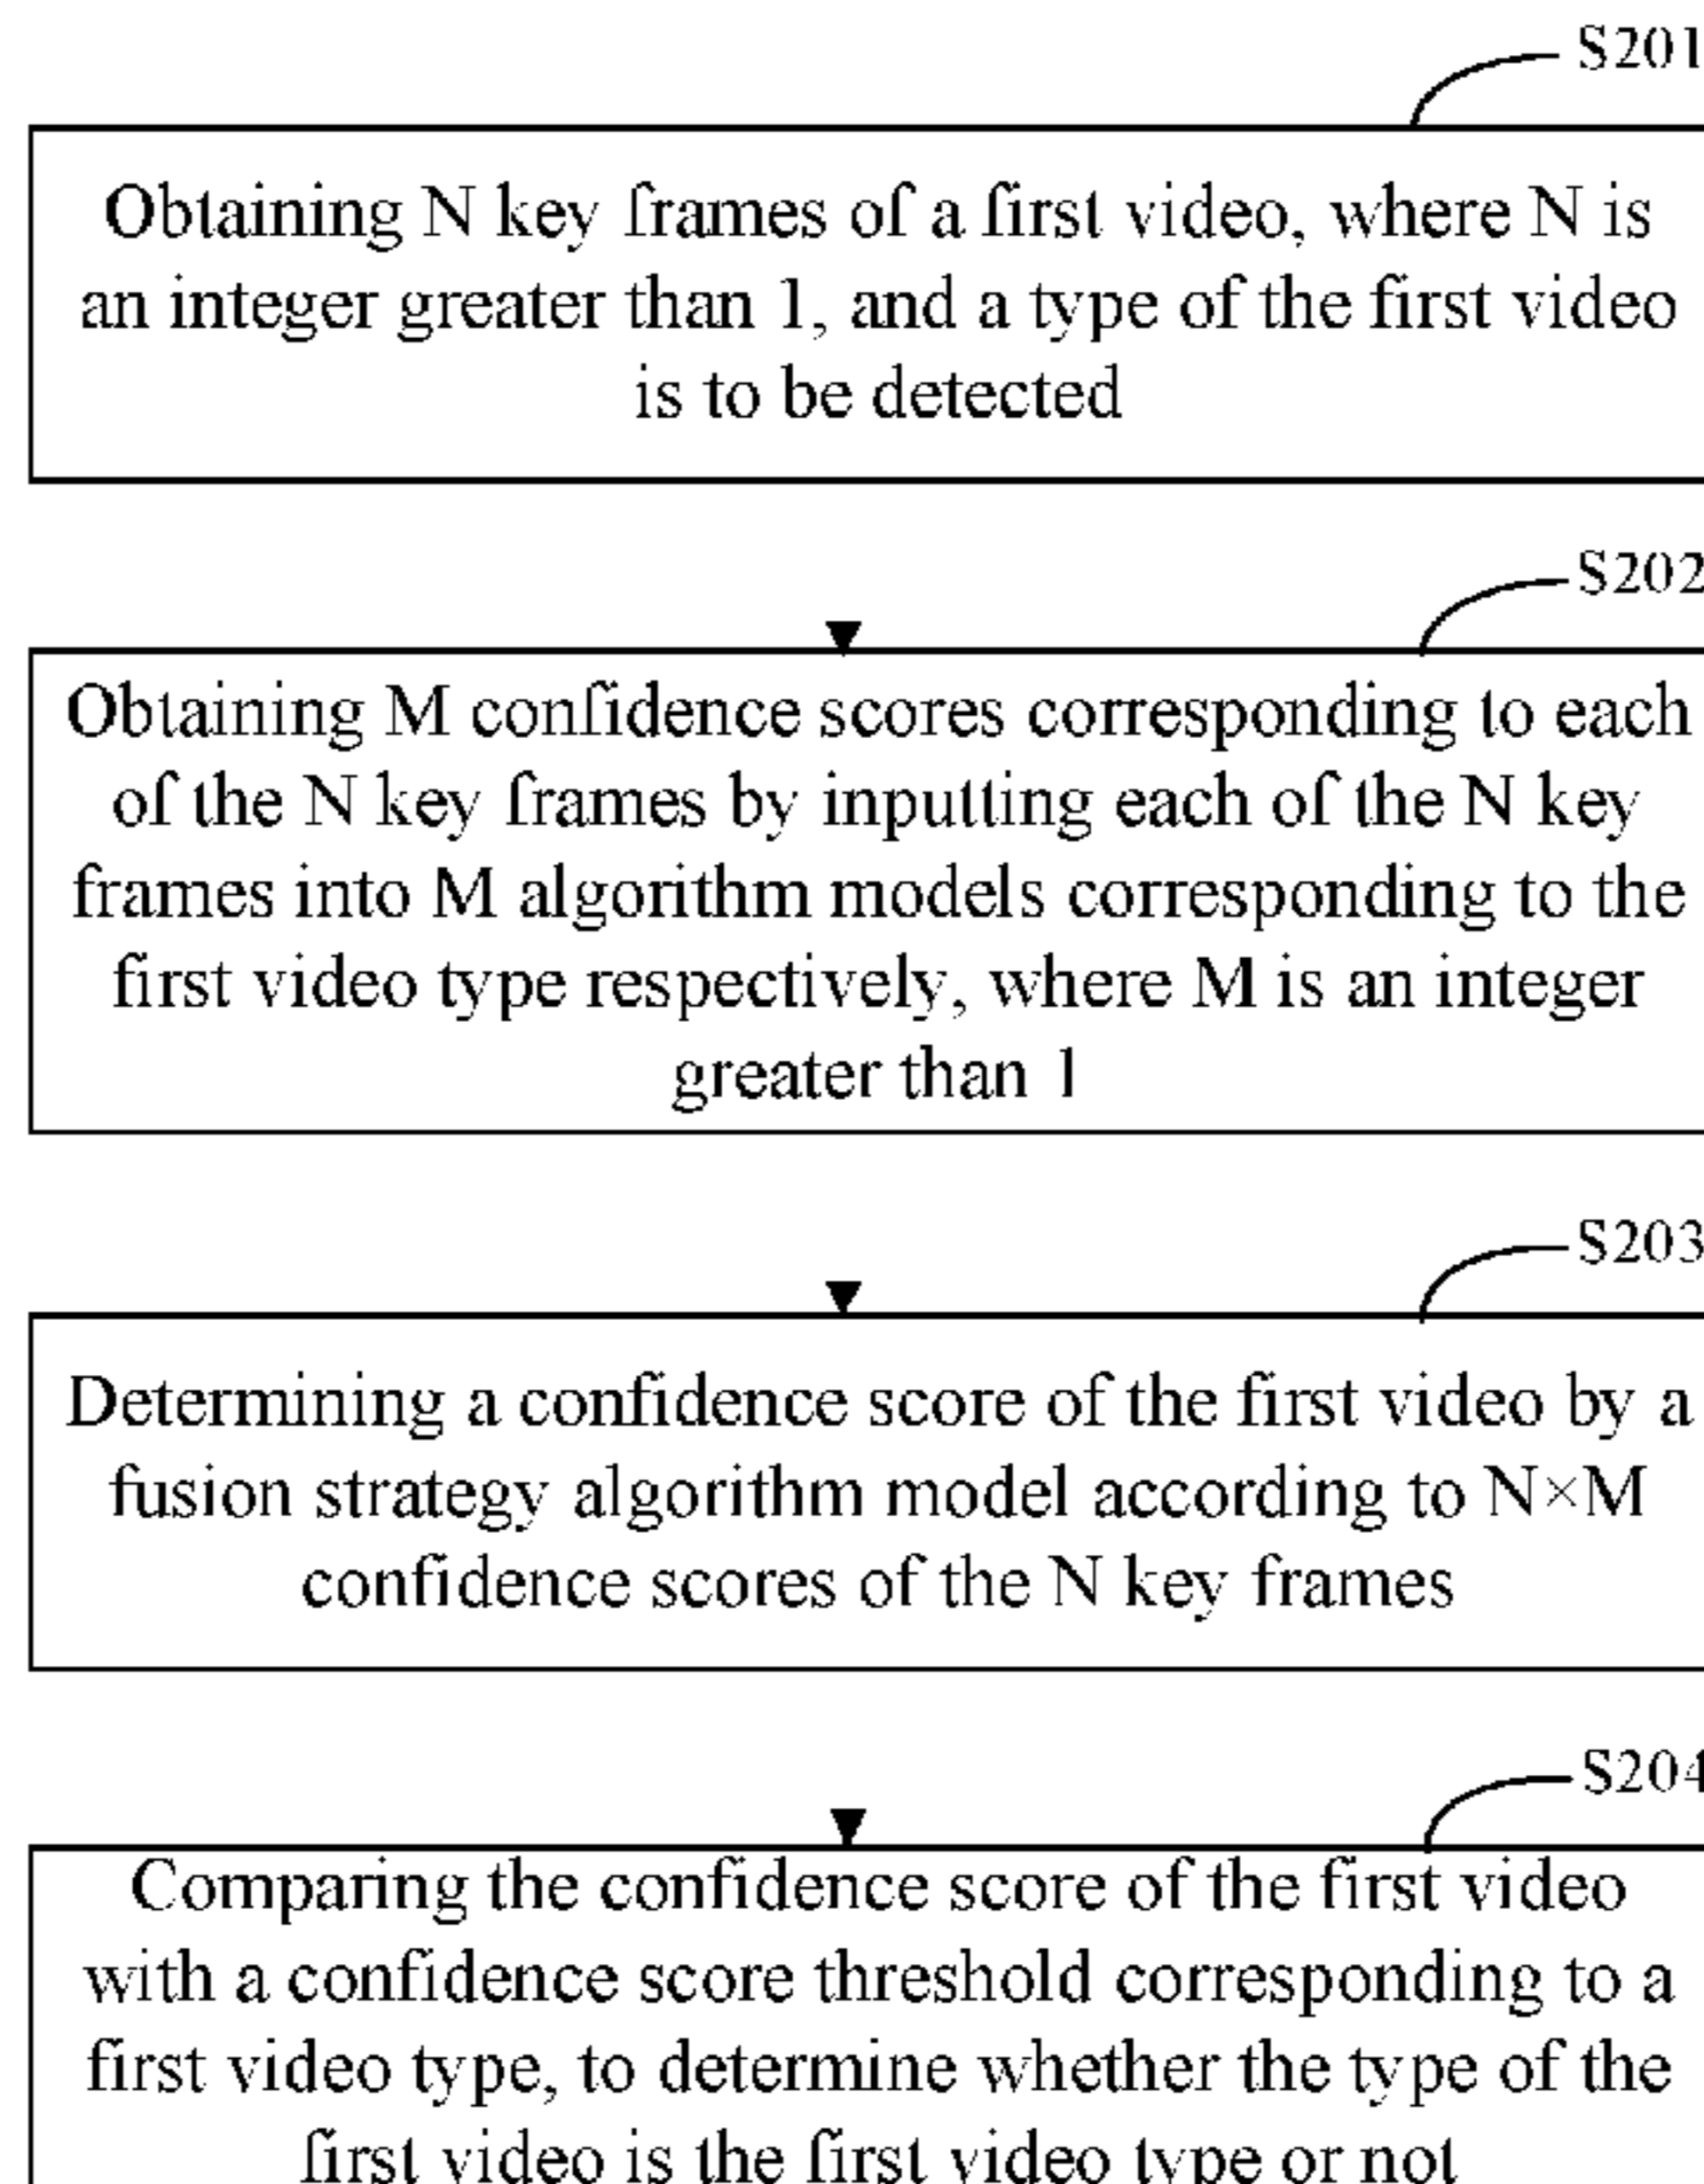 S201
Obtaining N key frames of a first video, where N is
an integer greater than 1, and a type of the first video
is to be detected
S202
Obtaining M confidence scores corresponding to each
of the N key frames by inputting each of the N key
frames into M algorithm models corresponding to the
first video type respectively, where M is an integer
greater than 1
S203
Determining a confidence score of the first video by a
fusion strategy algorithm model according to N×M
confidence scores of the N key frames
S204
Comparing the confidence score of the first video
with a confidence score threshold corresponding to a
first video type, to determine whether the type of the
first video is the first video type or not